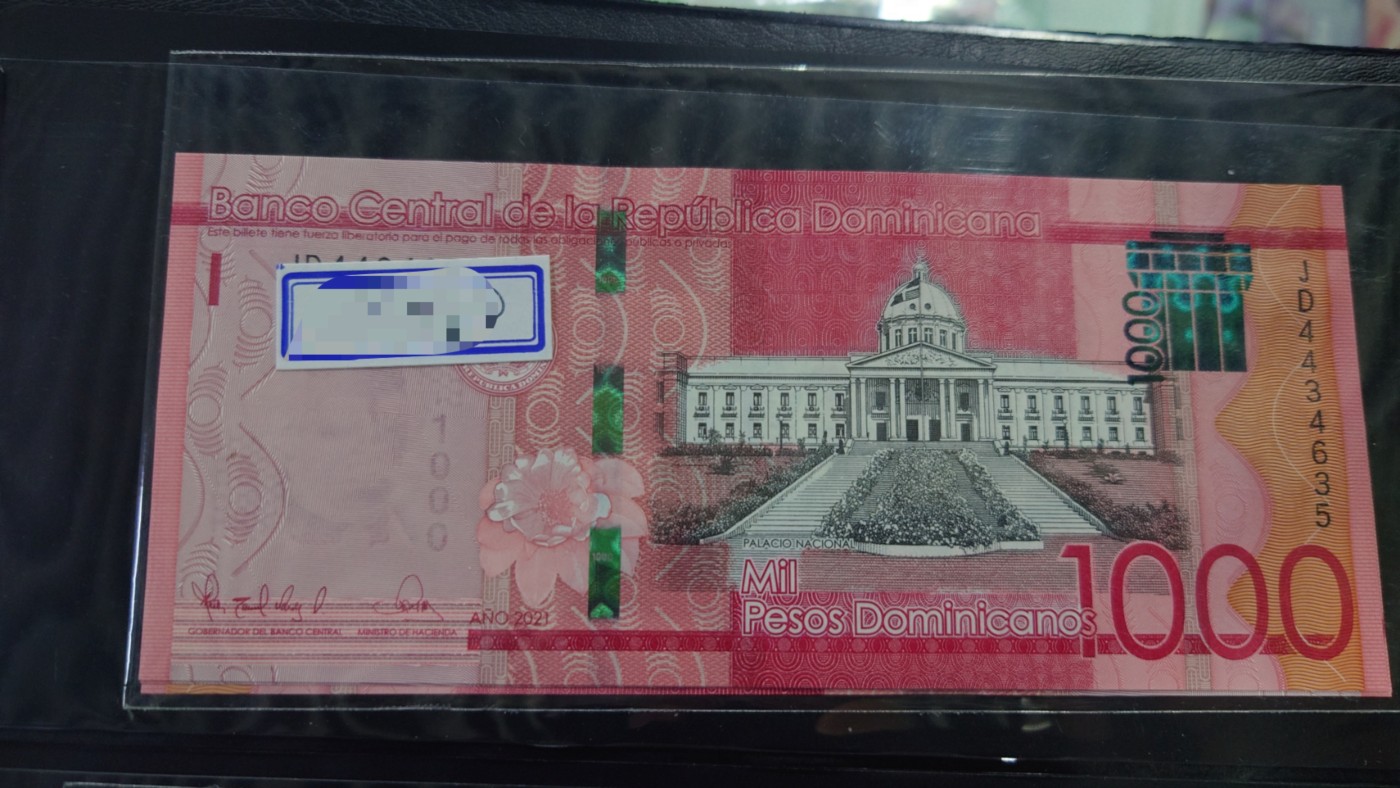 Banco Central de la República Dominicana
Este billete tiene fuerza liberatoria para el pago de todas las obligaciones públicas o privadas
1000
JD4434635
1000
PALACIO NACIONAL
Mil
Pesos Dominicanos
1000
AÑO 2021
GOBERNADOR DEL BANCO CENTRAL
MINISTRO DE HACIENDA